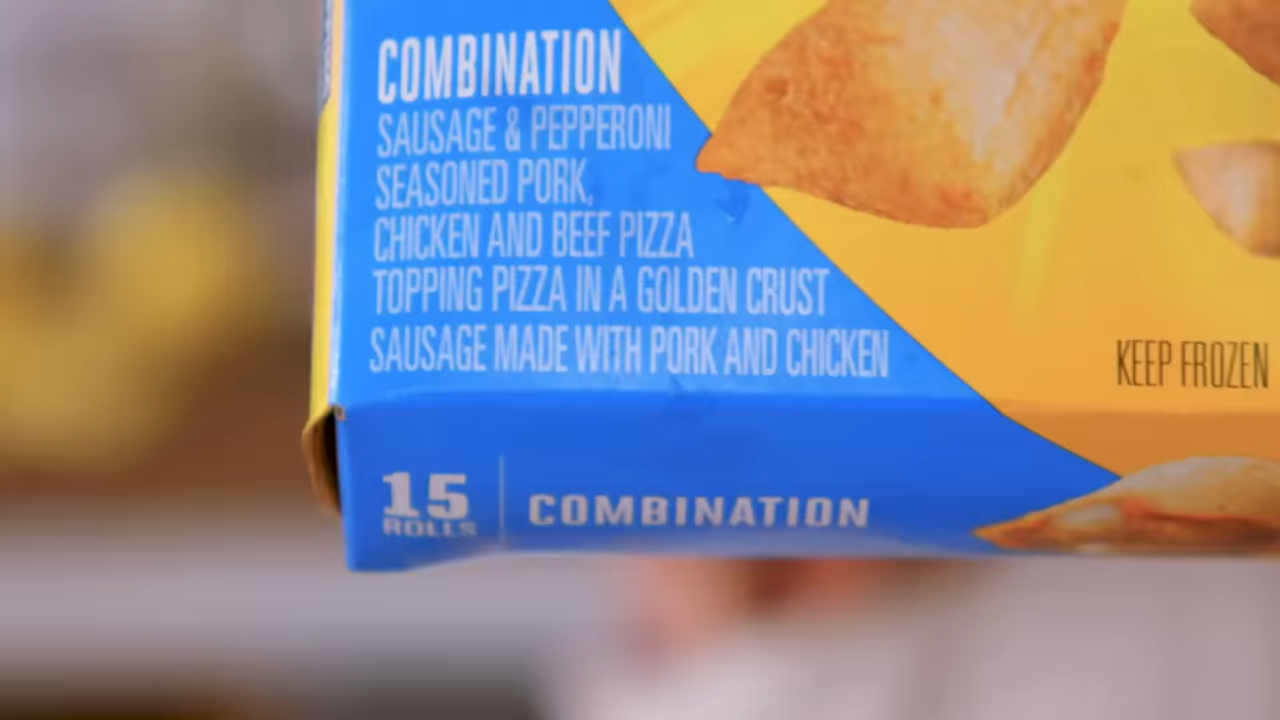 COMBINATION
SAUSAGE & PEPPERONI
SEASONED PORK,
CHICKEN AND BEEF PIZZA
TOPPING PIZZA IN A GOLDEN CRUST
SAUSAGE MADE WITH PORK AND CHICKEN
KEEP FROZEN
15
ROLLS
COMBINATION